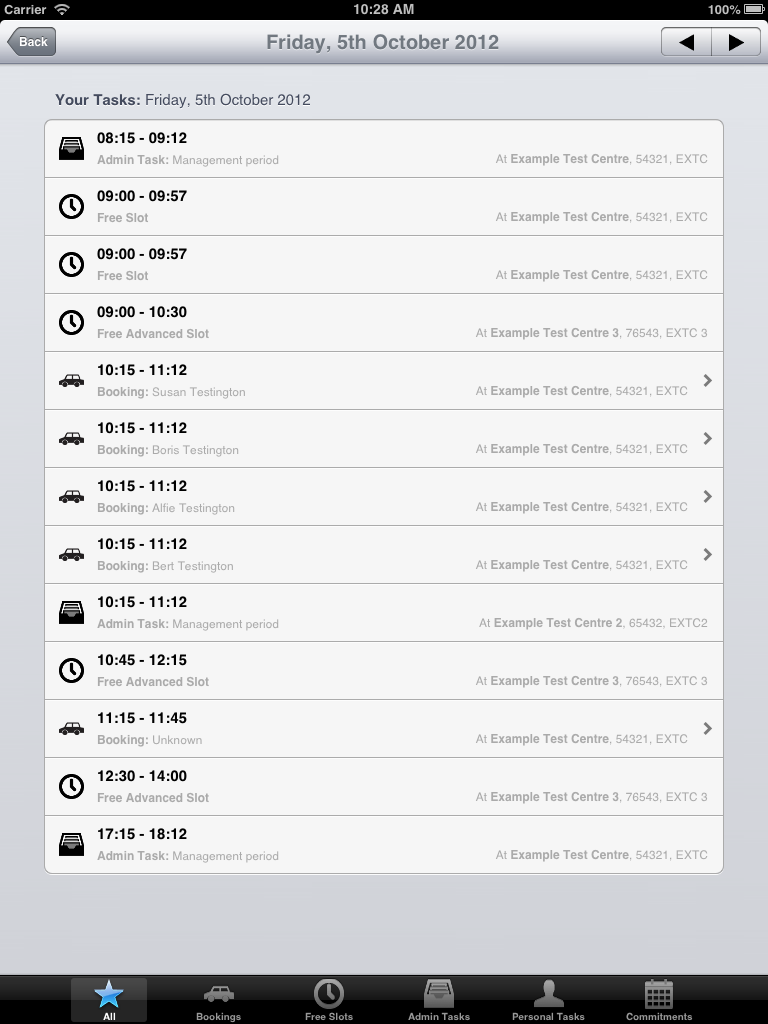 Carrier 10:28 AM 100%
Back Friday, 5th October 2012
Your Tasks: Friday, 5th October 2012
08:15 - 09:12
Admin Task: Management period At Example Test Centre, 54321, EXTC
09:00 - 09:57
Free Slot At Example Test Centre, 54321, EXTC
09:00 - 09:57
Free Slot At Example Test Centre, 54321, EXTC
09:00 - 10:30
Free Advanced Slot At Example Test Centre 3, 76543, EXTC 3
10:15 - 11:12
Booking: Susan Testington At Example Test Centre, 54321, EXTC
10:15 - 11:12
Booking: Boris Testington At Example Test Centre, 54321, EXTC
10:15 - 11:12
Booking: Alfie Testington At Example Test Centre, 54321, EXTC
10:15 - 11:12
Booking: Bert Testington At Example Test Centre, 54321, EXTC
10:15 - 11:12
Admin Task: Management period At Example Test Centre 2, 65432, EXTC2
10:45 - 12:15
Free Advanced Slot At Example Test Centre 3, 76543, EXTC 3
11:15 - 11:45
Booking: Unknown At Example Test Centre, 54321, EXTC
12:30 - 14:00
Free Advanced Slot At Example Test Centre 3, 76543, EXTC 3
17:15 - 18:12
Admin Task: Management period At Example Test Centre, 54321, EXTC
All Bookings Free Slots Admin Tasks Personal Tasks Commitments